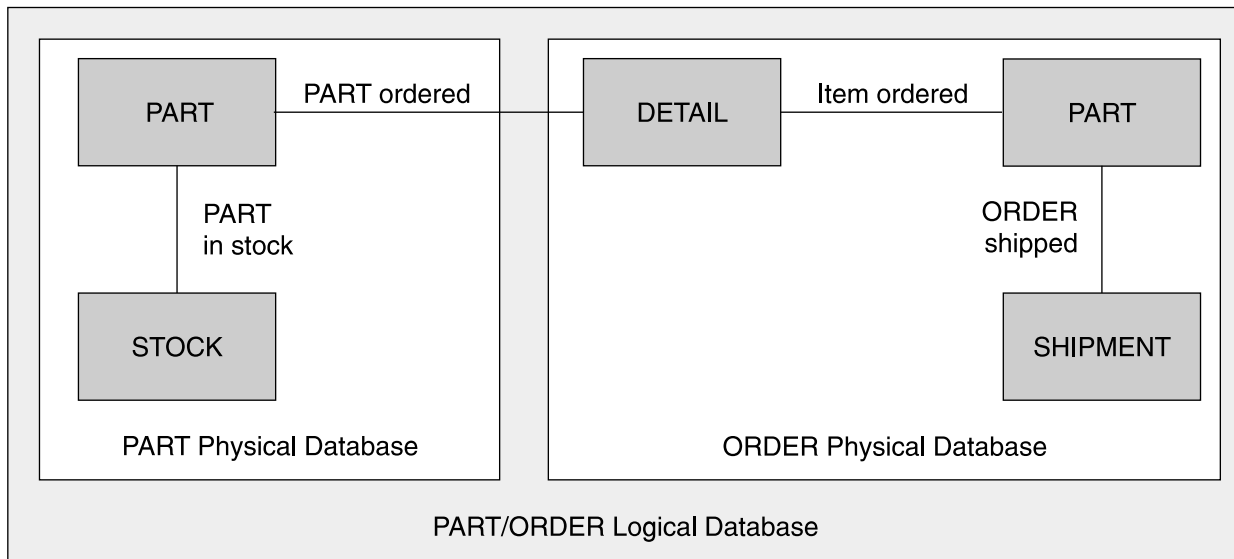 PART
PART ordered
DETAIL
Item ordered
PART
PART
in stock
ORDER
shipped
STOCK
SHIPMENT
PART Physical Database
ORDER Physical Database
PART/ORDER Logical Database